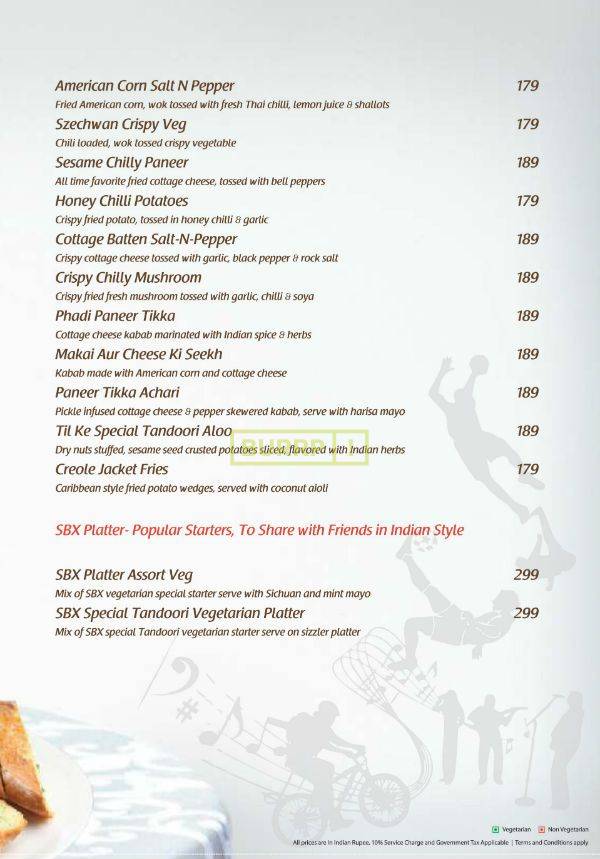 American Corn Salt N Pepper 179
Fried American corn, wok tossed with fresh Thai chilli, lemon juice & shallots
Szechwan Crispy Veg 179
Chili loaded, wok tossed crispy vegetable
Sesame Chilly Paneer 189
All time favorite fried cottage cheese, tossed with bell peppers
Honey Chilli Potatoes 179
Crispy fried potato, tossed in honey chilli & garlic
Cottage Batten Salt-N-Pepper 189
Crispy cottage cheese tossed with garlic, black pepper & rock salt
Crispy Chilly Mushroom 189
Crispy fried fresh mushroom tossed with garlic, chilli & soya
Phadi Paneer Tikka 189
Cottage cheese kabab marinated with Indian spice & herbs
Makai Aur Cheese Ki Seekh 189
Kabab made with American corn and cottage cheese
Paneer Tikka Achari 189
Pickle infused cottage cheese & pepper skewered kabab, serve with harisa mayo
Til Ke Special Tandoori Aloo 189
Dry nuts stuffed, sesame seed crusted potatoes sliced, flavored with Indian herbs
Creole Jacket Fries 179
Caribbean style fried potato wedges, served with coconut aioli
SBX Platter- Popular Starters, To Share with Friends in Indian Style
SBX Platter Assort Veg 299
Mix of SBX vegetarian special starter serve with Sichuan and mint mayo
SBX Special Tandoori Vegetarian Platter 299
Mix of SBX special Tandoori vegetarian starter serve on sizzler platter
Vegetarian Non Vegetarian
All prices are in Indian Rupee, 10% Service Charge and Government Tax Applicable | Terms and Conditions apply